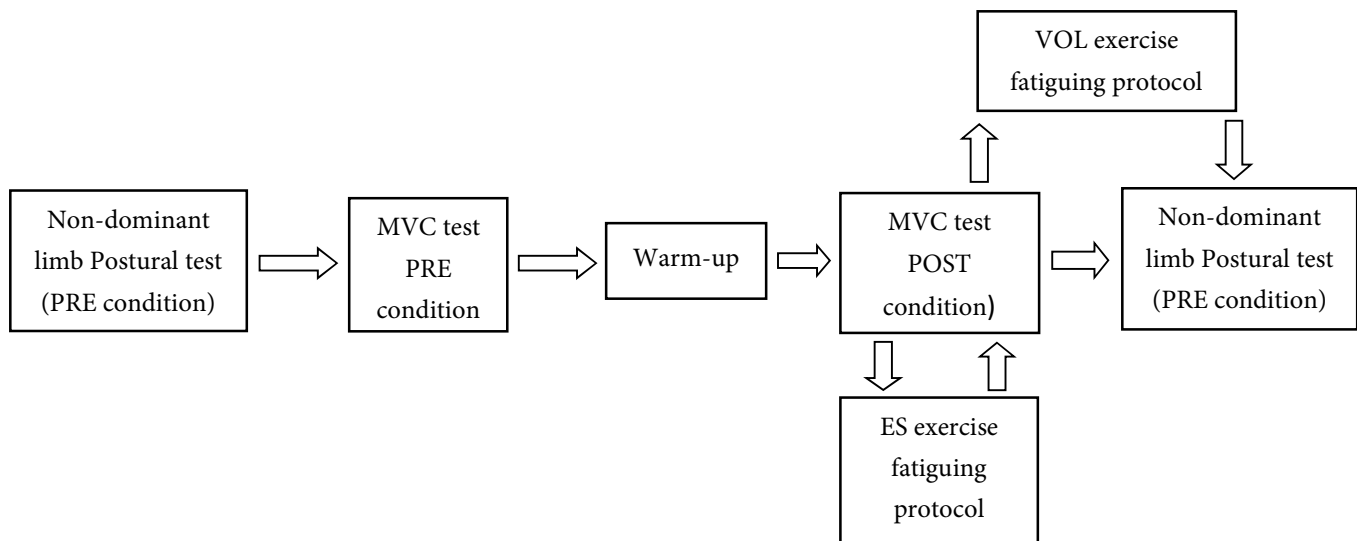 VOL exercise
fatiguing protocol
Non-dominant
limb Postural test
(PRE condition)
MVC test
PRE
condition
Warm-up
MVC test
POST
condition)
Non-dominant
limb Postural test
(PRE condition)
ES exercise
fatiguing
protocol